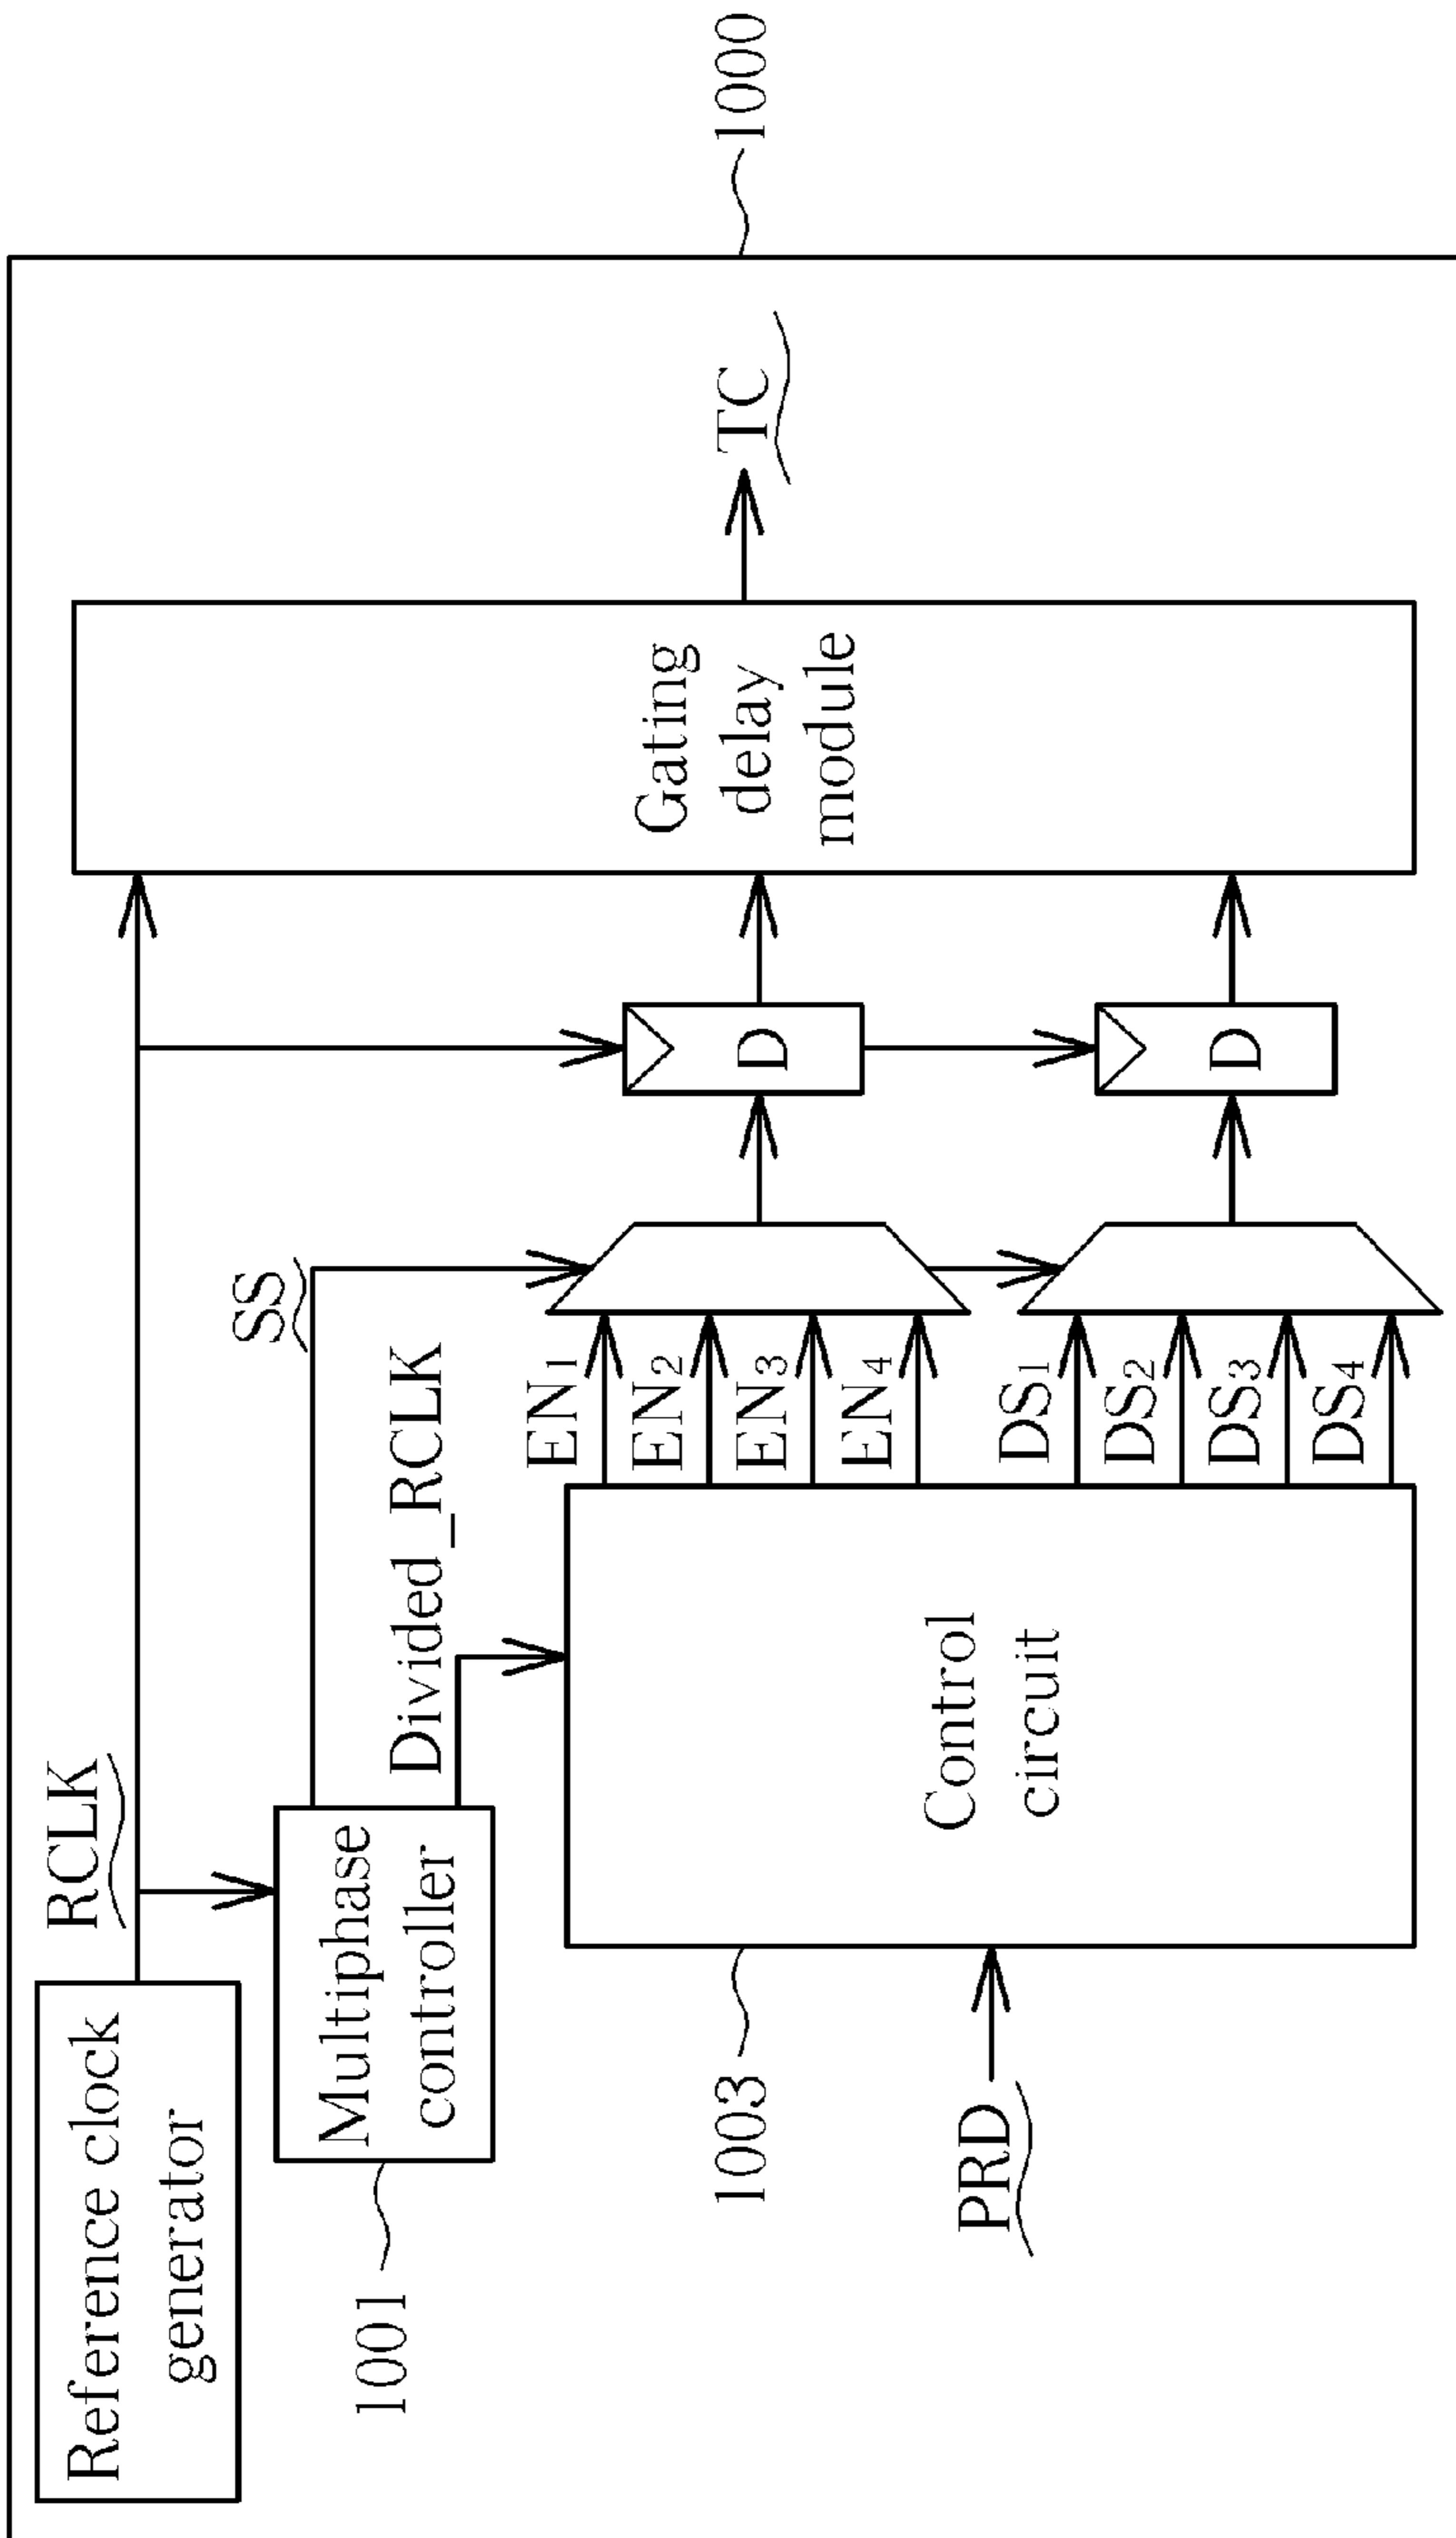 Reference clock
generator
RCLK
1001
Multiphase
controller
SS
Divided_RCLK
1003
PRD
Control
circuit
EN1
EN2
EN3
EN4
DS1
DS2
DS3
DS4
D
D
Gating
delay
module
TC
1000